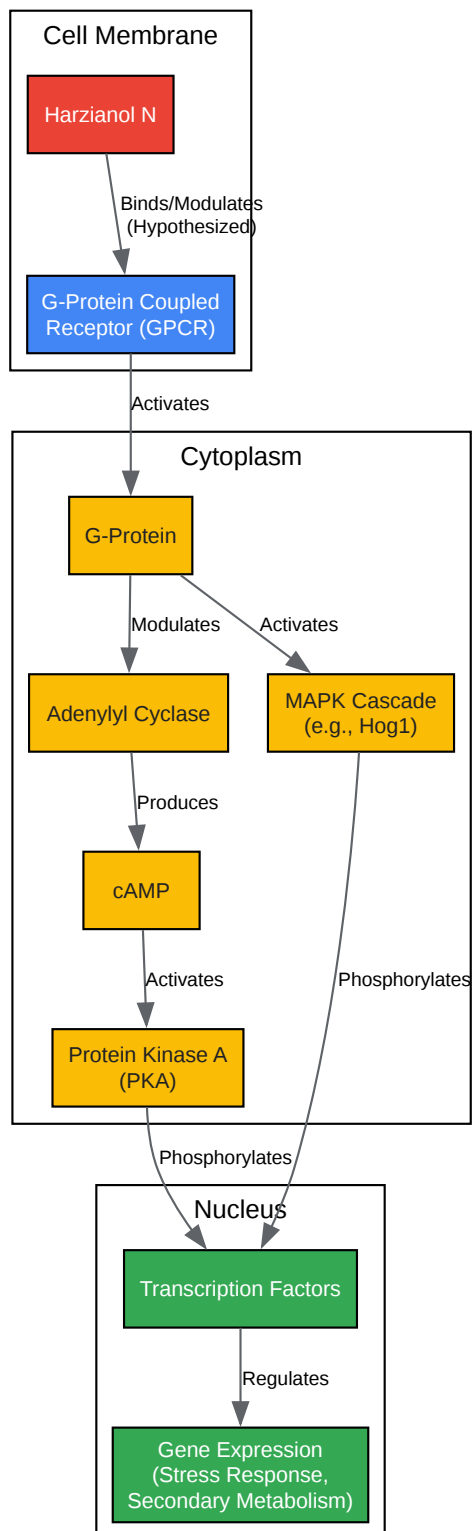 Cell Membrane
Harzianol N
Binds/Modulates
(Hypothesized)
G-Protein Coupled
Receptor (GPCR)
Activates
Cytoplasm
G-Protein
Modulates
Activates
Adenylyl Cyclase
MAPK Cascade
(e.g., Hog1)
Produces
cAMP
Activates
Phosphorylates
Protein Kinase A
(PKA)
Phosphorylates
Nucleus
Transcription Factors
Regulates
Gene Expression
(Stress Response,
Secondary Metabolism)